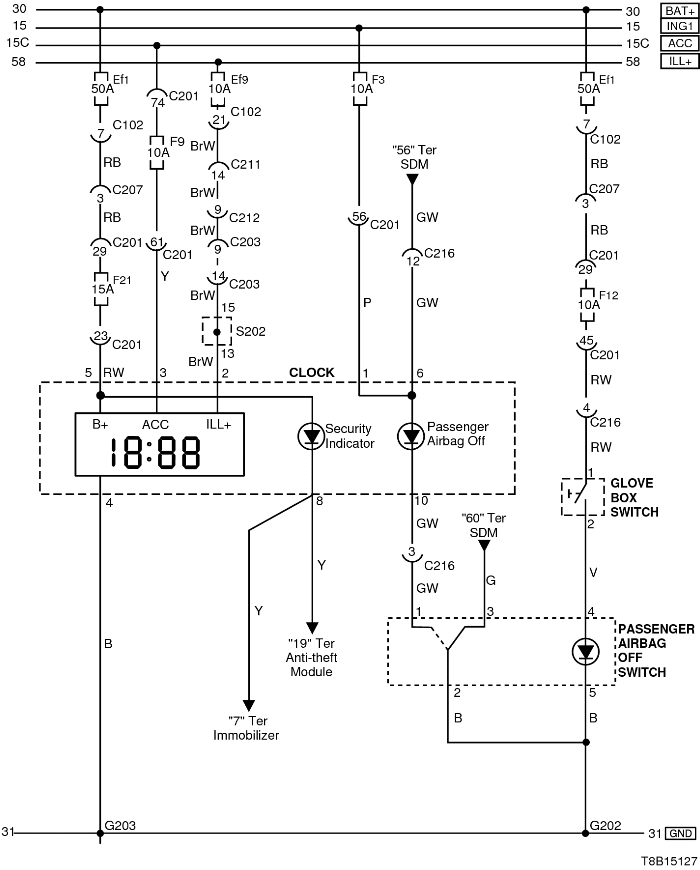 30 30 BAT+
15 15 ING1
15C 15C ACC
58 58 ILL+
Ef1
50A
Ef9
10A
F3
10A
Ef1
50A
74 C201
7 C102
F9
10A
21 C102
7
C102
RB
BrW
"56" Ter
SDM
RB
C211
14
C207
3
BrW
C207
3
RB
9 C212
GW
56
C201
RB
BrW
C201
29
61
C201
C203
9
C216
12
C201
29
Y
F21
15A
14
C203
F12
10A
BrW
P
GW
15
S202
23
C201
13
BrW
45
C201
5 RW 3 2
CLOCK
1 6
RW
B+ ACC ILL+
18:88
Security
Indicator
Passenger
Airbag Off
4
C216
RW
1
GLOVE
BOX
SWITCH
2
4 8 10
GW
"60" Ter
SDM
3
C216
Y
GW
G
V
Y
1 3 4
B
"19" Ter
Anti-theft
Module
PASSENGER
AIRBAG
OFF
SWITCH
2 5
"7" Ter
Immobilizer
B B
31 G203 G202 31 GND
T8B15127